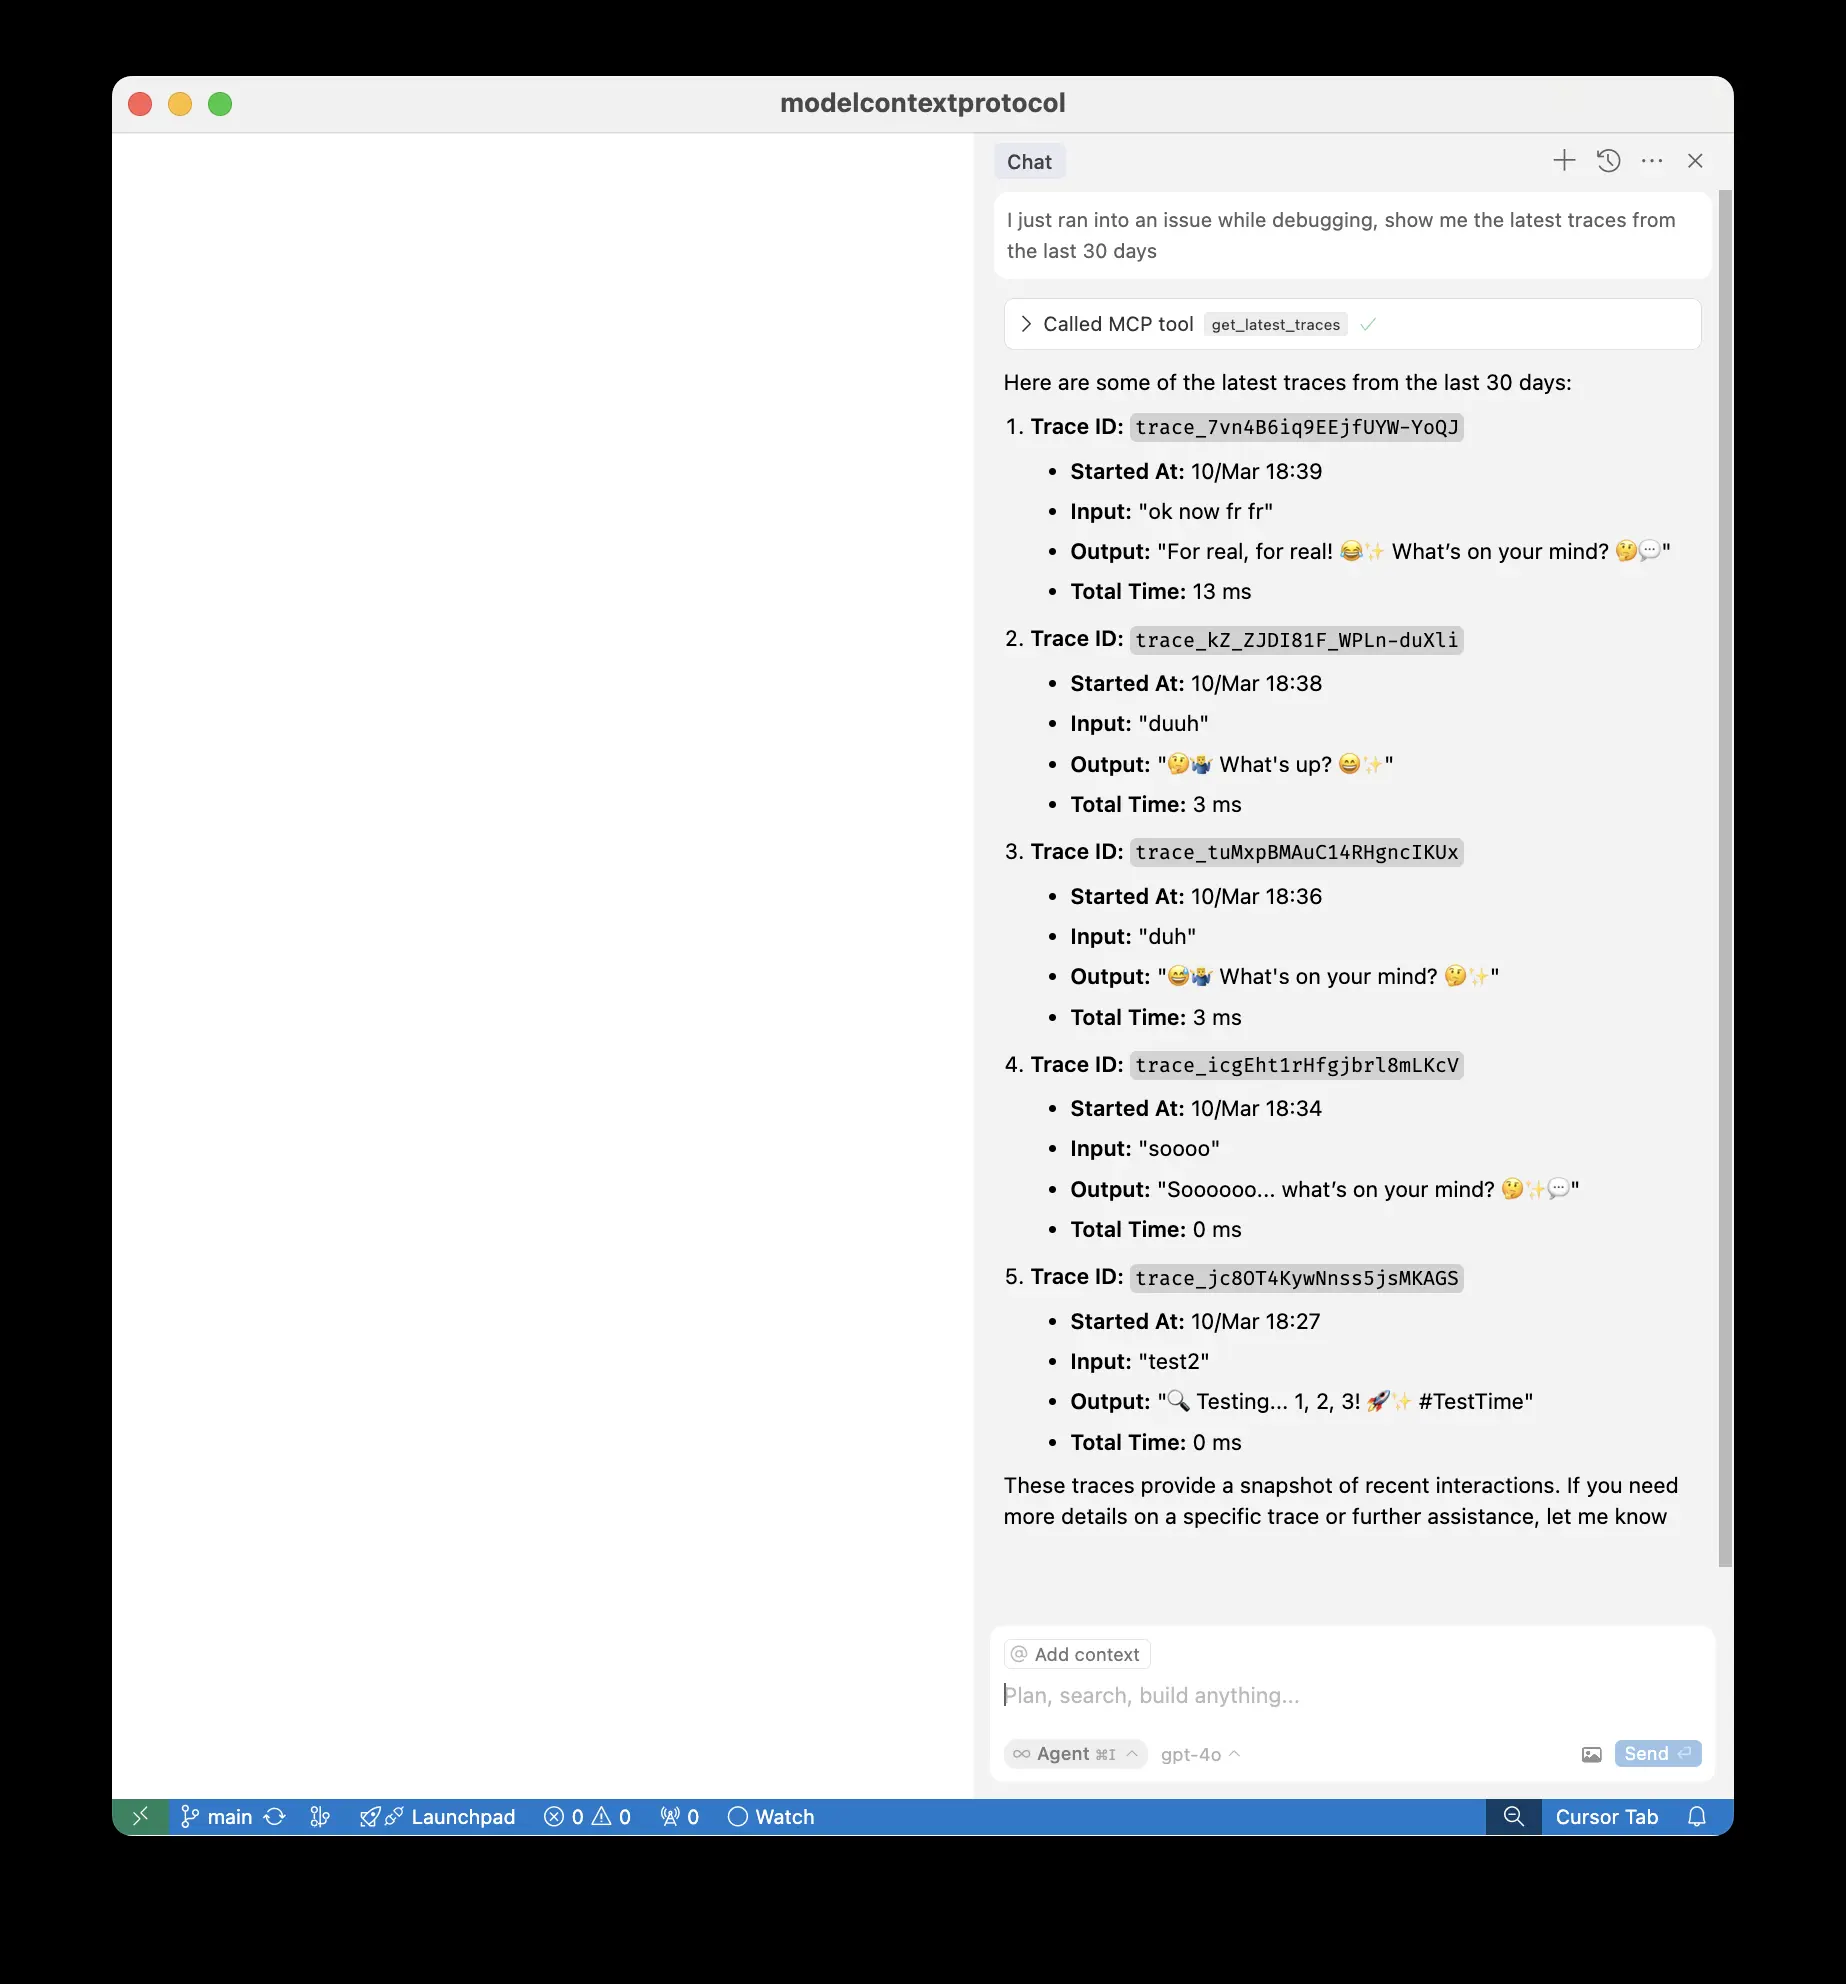 modelcontextprotocol
Chat
I just ran into an issue while debugging, show me the latest traces from
the last 30 days
Called MCP tool get_latest_traces
Here are some of the latest traces from the last 30 days:
1. Trace ID: trace_7vn4B6iq9EEjfUYW-YoQJ
• Started At: 10/Mar 18:39
• Input: "ok now fr fr"
• Output: "For real, for real! 😂✨ What’s on your mind? 🤔💬"
• Total Time: 13 ms
2. Trace ID: trace_kZ_ZJDI81F_WPLn-duXli
• Started At: 10/Mar 18:38
• Input: "duuh"
• Output: "🤔🤷‍♂️ What's up? 😄✨"
• Total Time: 3 ms
3. Trace ID: trace_tuMxpBMAuC14RHgncIKUx
• Started At: 10/Mar 18:36
• Input: "duh"
• Output: "😅🤷‍♂️ What's on your mind? 🤔✨"
• Total Time: 3 ms
4. Trace ID: trace_icgEht1rHfgjbrl8mLKcV
• Started At: 10/Mar 18:34
• Input: "soooo"
• Output: "Soooooo... what’s on your mind? 🤔✨💬"
• Total Time: 0 ms
5. Trace ID: trace_jc8OT4KywNnss5jsMKAGS
• Started At: 10/Mar 18:27
• Input: "test2"
• Output: "🔍 Testing... 1, 2, 3! 🚀✨ #TestTime"
• Total Time: 0 ms
These traces provide a snapshot of recent interactions. If you need
more details on a specific trace or further assistance, let me know
@ Add context
Plan, search, build anything...
∞ Agent ⌘I gpt-4o Send
main Launchpad 0 0 0 Watch Cursor Tab